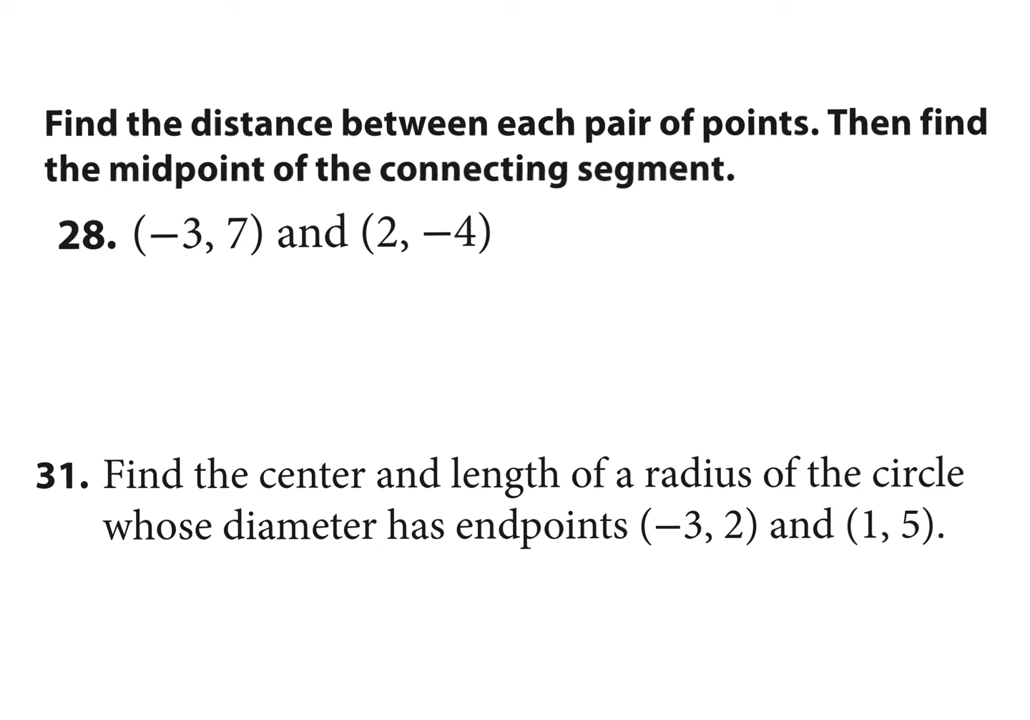 Find the distance between each pair of points. Then find
the midpoint of the connecting segment.
28. (−3, 7) and (2, −4)
31. Find the center and length of a radius of the circle
whose diameter has endpoints (−3, 2) and (1, 5).